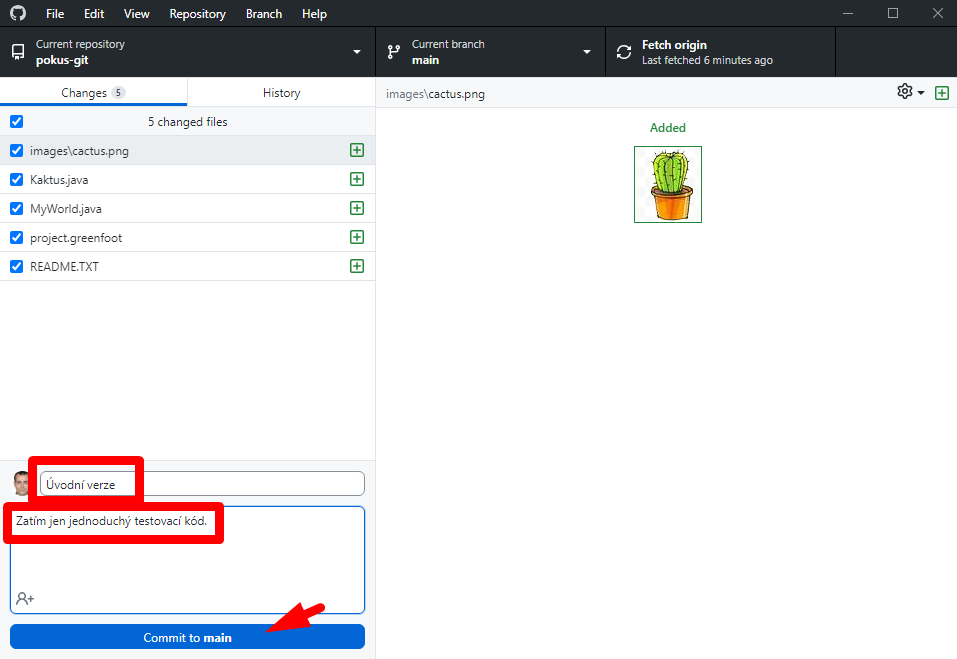 File Edit View Repository Branch Help
Current repository
pokus-git
Current branch
main
Fetch origin
Last fetched 6 minutes ago
Changes 5
History
images\cactus.png
5 changed files
images\cactus.png
Kaktus.java
MyWorld.java
project.greenfoot
README.TXT
Added
Úvodní verze
Zatím jen jednoduchý testovací kód.
Commit to main